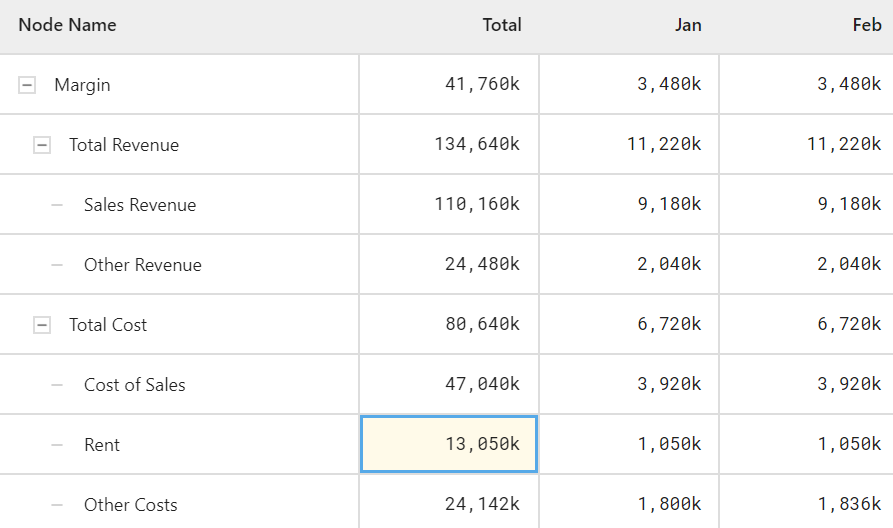 Node Name Total Jan Feb
Margin 41,760k 3,480k 3,480k
Total Revenue 134,640k 11,220k 11,220k
Sales Revenue 110,160k 9,180k 9,180k
Other Revenue 24,480k 2,040k 2,040k
Total Cost 80,640k 6,720k 6,720k
Cost of Sales 47,040k 3,920k 3,920k
Rent 13,050k 1,050k 1,050k
Other Costs 24,142k 1,800k 1,836k